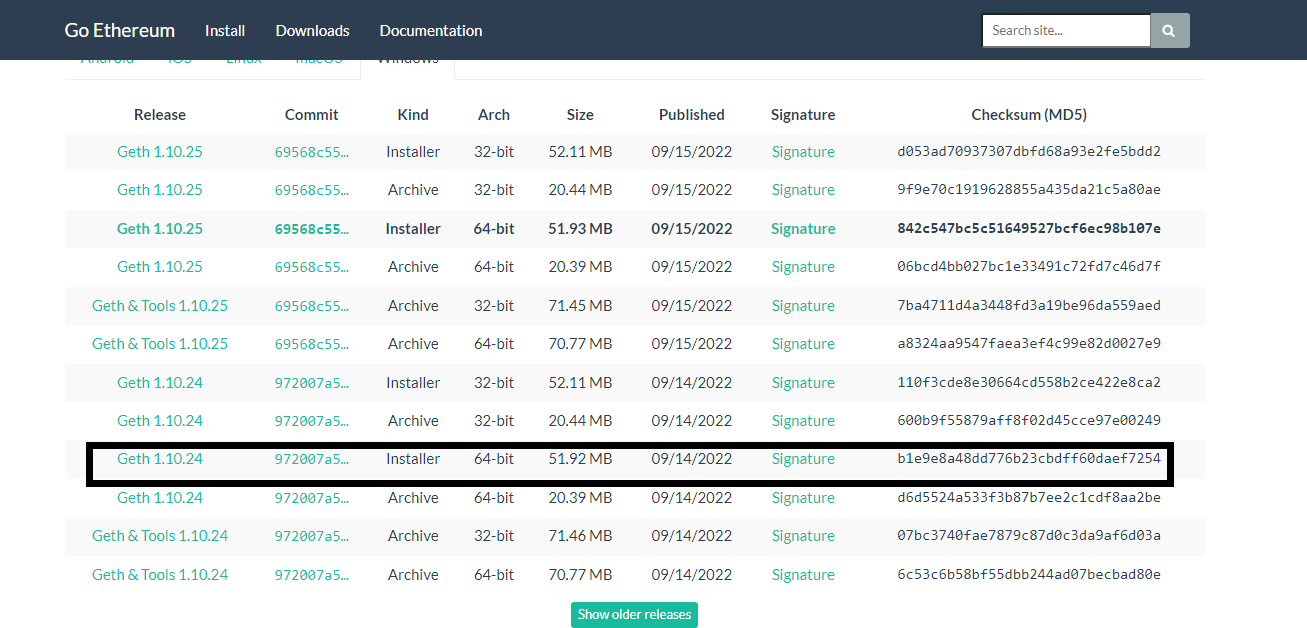 Go Ethereum Install Downloads Documentation Search site...
Android iOS Linux macOS Windows
Release Commit Kind Arch Size Published Signature Checksum (MD5)
Geth 1.10.25 69568c55… Installer 32-bit 52.11 MB 09/15/2022 Signature d053ad70937307dbfd68a93e2fe5bdd2
Geth 1.10.25 69568c55… Archive 32-bit 20.44 MB 09/15/2022 Signature 9f9e70c1919628855a435da21c5a80ae
Geth 1.10.25 69568c55… Installer 64-bit 51.93 MB 09/15/2022 Signature 842c547bc5c51649527bcf6ec98b107e
Geth 1.10.25 69568c55… Archive 64-bit 20.39 MB 09/15/2022 Signature 06bcd4bb027bc1e33491c72fd7c46d7f
Geth & Tools 1.10.25 69568c55… Archive 32-bit 71.45 MB 09/15/2022 Signature 7ba4711d4a3448fd3a19be96da559aed
Geth & Tools 1.10.25 69568c55… Archive 64-bit 70.77 MB 09/15/2022 Signature a8324aa9547faea3ef4c99e82d0027e9
Geth 1.10.24 972007a5… Installer 32-bit 52.11 MB 09/14/2022 Signature 110f3cde8e30664cd558b2ce422e8ca2
Geth 1.10.24 972007a5… Archive 32-bit 20.44 MB 09/14/2022 Signature 600b9f55879aff8f02d45cce97e00249
Geth 1.10.24 972007a5… Installer 64-bit 51.92 MB 09/14/2022 Signature b1e9e8a48dd776b23cbdff60daef7254
Geth 1.10.24 972007a5… Archive 64-bit 20.39 MB 09/14/2022 Signature d6d5524a533f3b87b7ee2c1cdf8aa2be
Geth & Tools 1.10.24 972007a5… Archive 32-bit 71.46 MB 09/14/2022 Signature 07bc3740fae7879c87d0c3da9af6d03a
Geth & Tools 1.10.24 972007a5… Archive 64-bit 70.77 MB 09/14/2022 Signature 6c53c6b58bf55dbb244ad07becbad80e
Show older releases